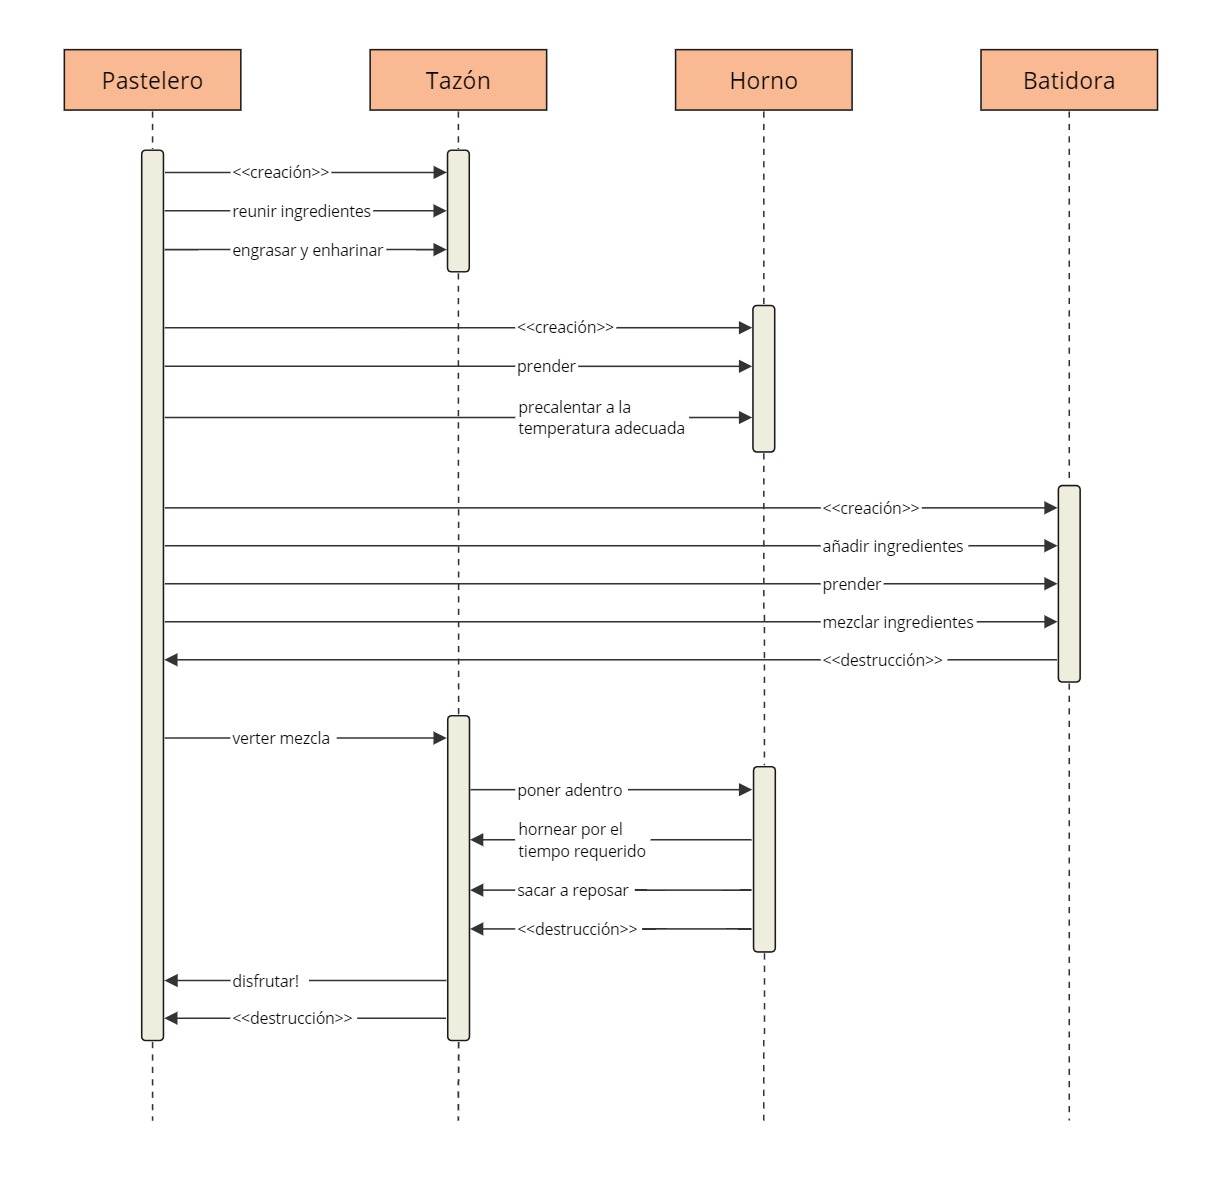 Pastelero
Tazón
Horno
Batidora
<<creación>>
reunir ingredientes
engrasar y enharinar
<<creación>>
prender
precalentar a la
temperatura adecuada
<<creación>>
añadir ingredientes
prender
mezclar ingredientes
<<destrucción>>
verter mezcla
poner adentro
hornear por el
tiempo requerido
sacar a reposar
<<destrucción>>
disfrutar!
<<destrucción>>